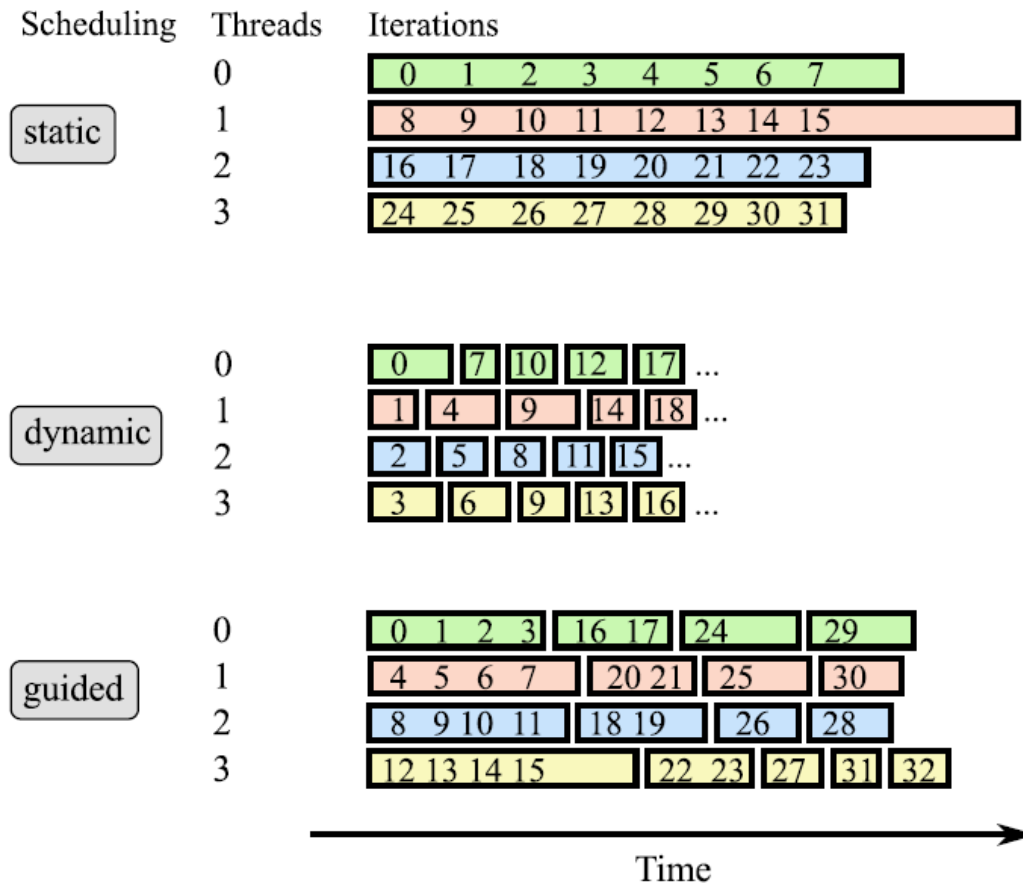 Scheduling Threads Iterations
0 0 1 2 3 4 5 6 7
static
1 8 9 10 11 12 13 14 15
2 16 17 18 19 20 21 22 23
3 24 25 26 27 28 29 30 31
0 0 7 10 12 17 ...
1 1 4 9 14 18 ...
dynamic
2 2 5 8 11 15 ...
3 3 6 9 13 16 ...
0 0 1 2 3 16 17 24 29
guided
1 4 5 6 7 20 21 25 30
2 8 9 10 11 18 19 26 28
3 12 13 14 15 22 23 27 31 32
Time